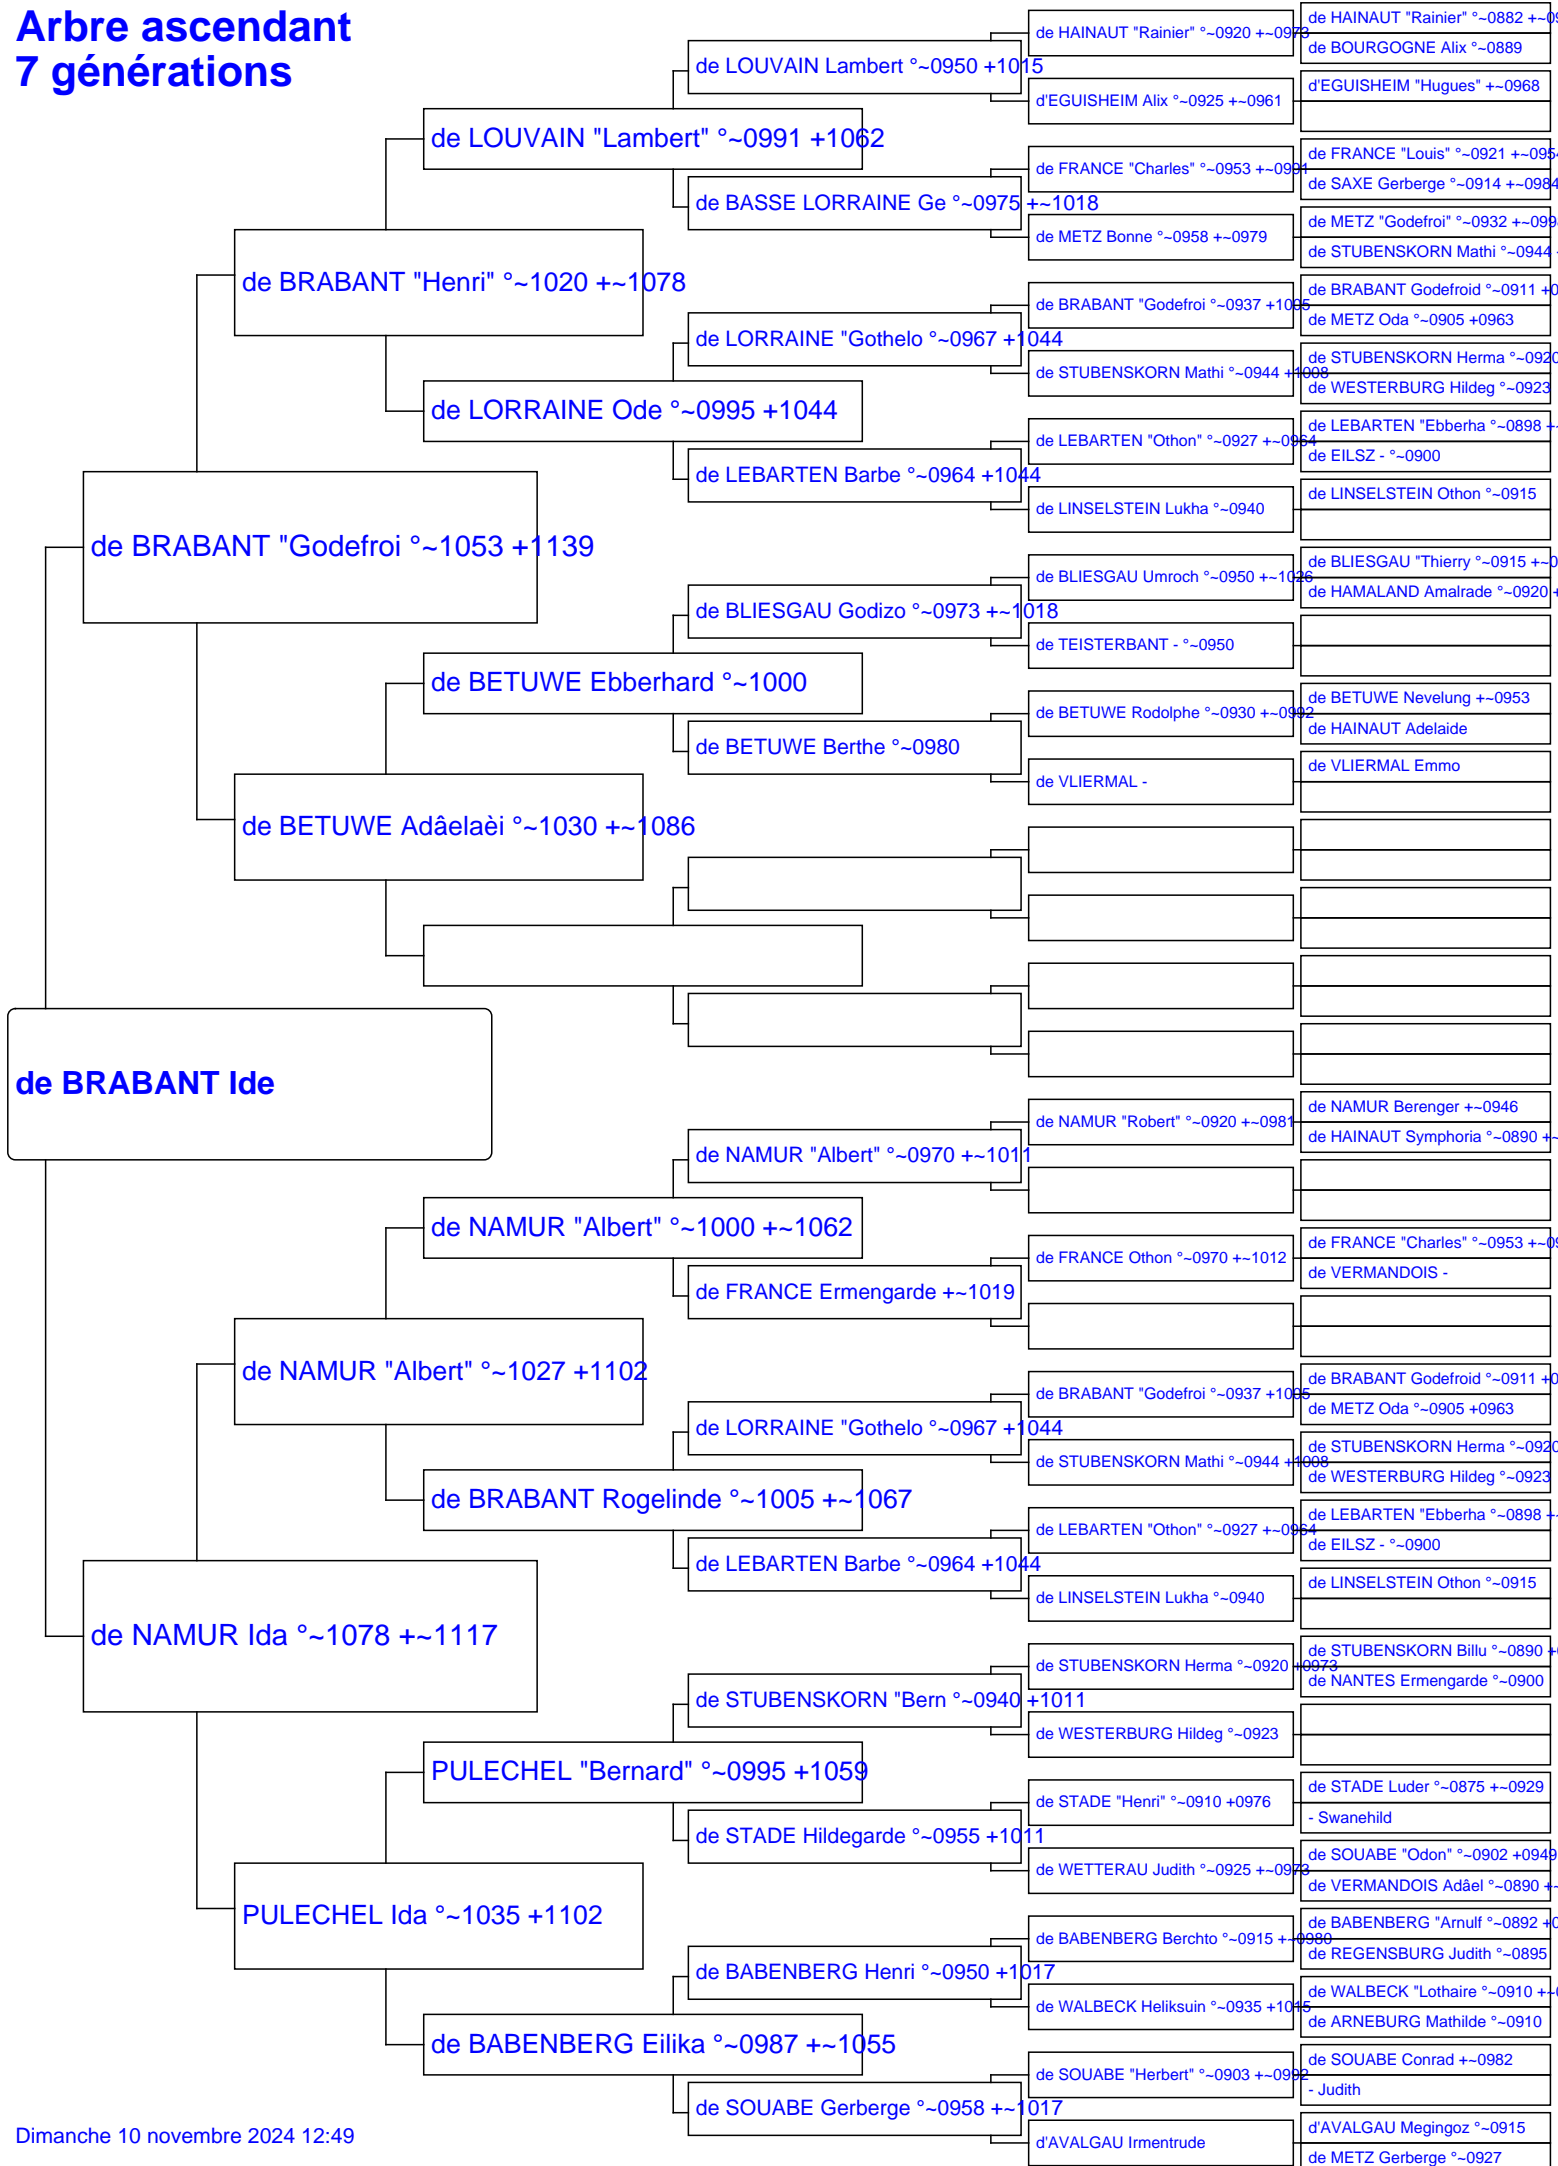 Arbre ascendant
7 générations
de BRABANT Ide
de BRABANT "Godefroi °~1053 +1139
de NAMUR Ida °~1078 +~1117
de BRABANT "Henri" °~1020 +~1078
de BETUWE Adâelaèi °~1030 +~1086
de NAMUR "Albert" °~1027 +1102
PULECHEL Ida °~1035 +1102
de LOUVAIN "Lambert" °~0991 +1062
de LORRAINE Ode °~0995 +1044
de BETUWE Ebberhard °~1000
de NAMUR "Albert" °~1000 +~1062
de BRABANT Rogelinde °~1005 +~1067
PULECHEL "Bernard" °~0995 +1059
de BABENBERG Eilika °~0987 +~1055
de LOUVAIN Lambert °~0950 +1015
de BASSE LORRAINE Ge °~0975 +~1018
de LORRAINE "Gothelo °~0967 +1044
de LEBARTEN Barbe °~0964 +1044
de BLIESGAU Godizo °~0973 +~1018
de BETUWE Berthe °~0980
de NAMUR "Albert" °~0970 +~1011
de FRANCE Ermengarde +~1019
de LORRAINE "Gothelo °~0967 +1044
de LEBARTEN Barbe °~0964 +1044
de STUBENSKORN "Bern °~0940 +1011
de STADE Hildegarde °~0955 +1011
de BABENBERG Henri °~0950 +1017
de SOUABE Gerberge °~0958 +~1017
de HAINAUT "Rainier" °~0920 +~0973
d'EGUISHEIM Alix °~0925 +~0961
de FRANCE "Charles" °~0953 +~0991
de METZ Bonne °~0958 +~0979
de BRABANT "Godefroi °~0937 +1005
de STUBENSKORN Mathi °~0944 +1008
de LEBARTEN "Othon" °~0927 +~0964
de LINSELSTEIN Lukha °~0940
de BLIESGAU Umroch °~0950 +~1026
de TEISTERBANT - °~0950
de BETUWE Rodolphe °~0930 +~0992
de VLIERMAL -
de NAMUR "Robert" °~0920 +~0981
de FRANCE Othon °~0970 +~1012
de BRABANT "Godefroi °~0937 +1005
de STUBENSKORN Mathi °~0944 +1008
de LEBARTEN "Othon" °~0927 +~0964
de LINSELSTEIN Lukha °~0940
de STUBENSKORN Herma °~0920 +0973
de WESTERBURG Hildeg °~0923
de STADE "Henri" °~0910 +0976
de WETTERAU Judith °~0925 +~0973
de BABENBERG Berchto °~0915 +~0980
de WALBECK Heliksuin °~0935 +1015
de SOUABE "Herbert" °~0903 +~0992
d'AVALGAU Irmentrude
de HAINAUT "Rainier" °~0882 +~09
de BOURGOGNE Alix °~0889
d'EGUISHEIM "Hugues" +~0968
de FRANCE "Louis" °~0921 +~0954
de SAXE Gerberge °~0914 +~0984
de METZ "Godefroi" °~0932 +~099
de STUBENSKORN Mathi °~0944
de BRABANT Godefroid °~0911 +0
de METZ Oda °~0905 +0963
de STUBENSKORN Herma °~0920
de WESTERBURG Hildeg °~0923
de LEBARTEN "Ebberha °~0898 +~
de EILSZ - °~0900
de LINSELSTEIN Othon °~0915
de BLIESGAU "Thierry °~0915 +~0
de HAMALAND Amalrade °~0920 +
de BETUWE Nevelung +~0953
de HAINAUT Adelaide
de VLIERMAL Emmo
de NAMUR Berenger +~0946
de HAINAUT Symphoria °~0890 +~
de FRANCE "Charles" °~0953 +~09
de VERMANDOIS -
de BRABANT Godefroid °~0911 +0
de METZ Oda °~0905 +0963
de STUBENSKORN Herma °~0920
de WESTERBURG Hildeg °~0923
de LEBARTEN "Ebberha °~0898 +~
de EILSZ - °~0900
de LINSELSTEIN Othon °~0915
de STUBENSKORN Billu °~0890 +
de NANTES Ermengarde °~0900
de STADE Luder °~0875 +~0929
- Swanehild
de SOUABE "Odon" °~0902 +0949
de VERMANDOIS Adâel °~0890 +~
de BABENBERG "Arnulf °~0892 +0
de REGENSBURG Judith °~0895
de WALBECK "Lothaire °~0910 +~0
de ARNEBURG Mathilde °~0910
de SOUABE Conrad +~0982
- Judith
d'AVALGAU Megingoz °~0915
de METZ Gerberge °~0927
Dimanche 10 novembre 2024 12:49